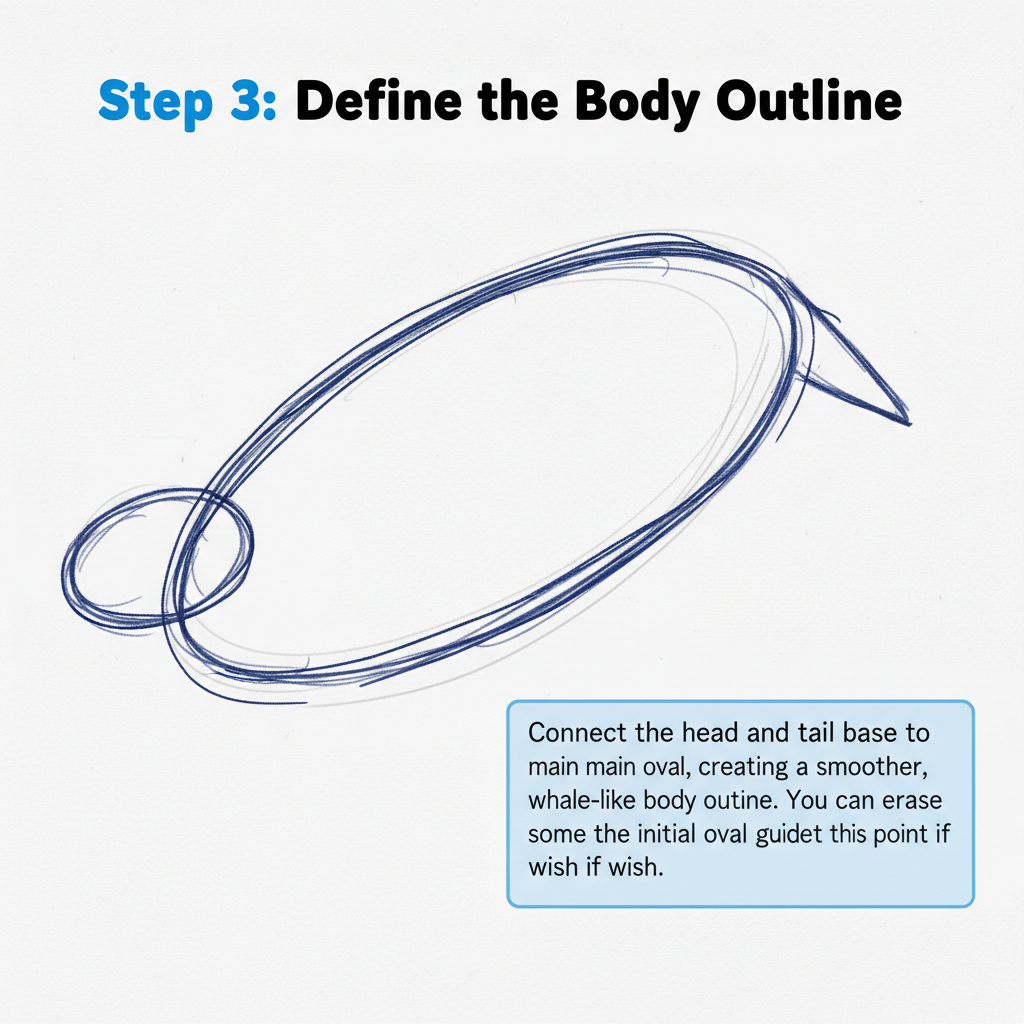 Step 3: Define the Body Outline
Connect the head and tail base to
main main oval, creating a smoother,
whale-like body outine. You can erase
some the initial oval guidet this point if
wish if wish.